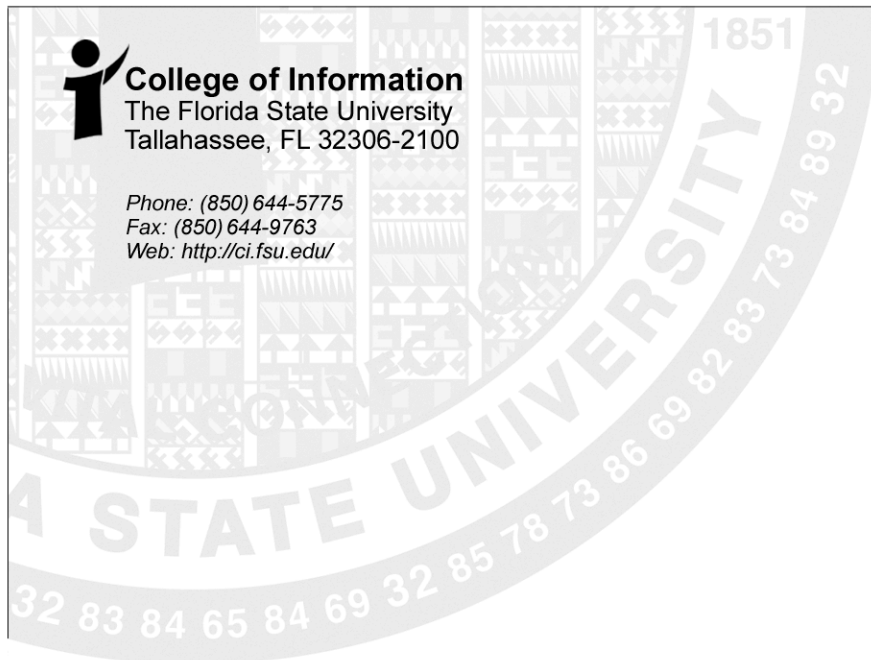 College of Information
The Florida State University
Tallahassee, FL 32306-2100
Phone: (850) 644-5775
Fax: (850) 644-9763
Web: http://ci.fsu.edu/
1851
A STATE UNIVERSITY
CONNECTIONS
32 83 84 65 84 69 32 85 78 73 86 69 82 83 73 84 89 32